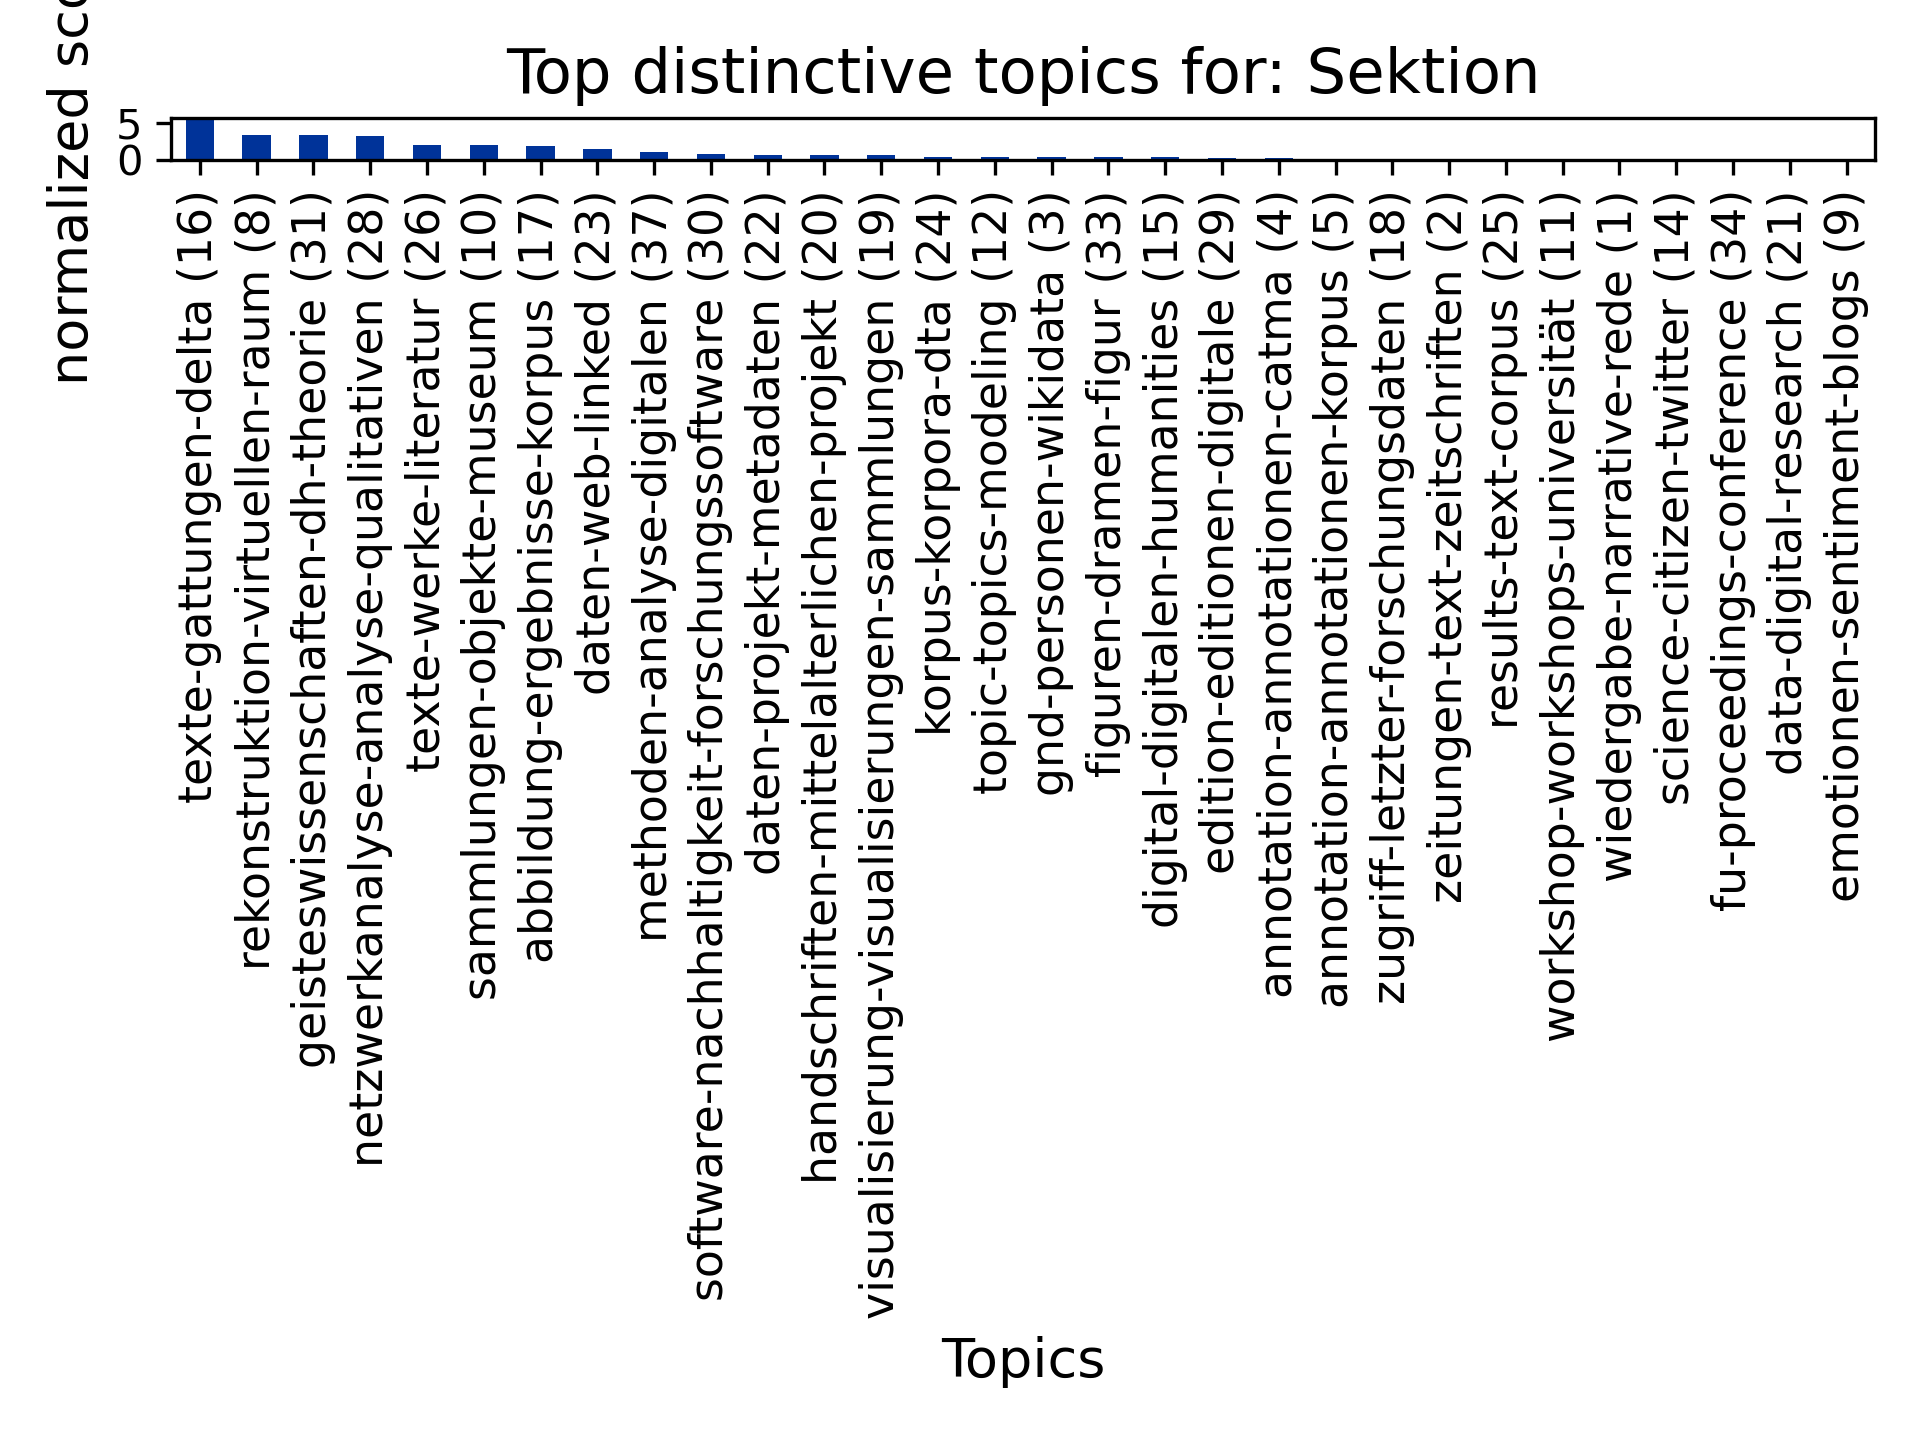 Top distinctive topics for: Sektion
normalized
5
0
texte-gattungen-delta (16)
rekonstruktion-virtuellen-raum (8)
geisteswissenschaften-dh-theorie (31)
netzwerkanalyse-analyse-qualitativen (28)
texte-werke-literatur (26)
sammlungen-objekte-museum (10)
abbildung-ergebnisse-korpus (17)
daten-web-linked (23)
methoden-analyse-digitalen (37)
software-nachhaltigkeit-forschungssoftware (30)
daten-projekt-metadaten (22)
handschriften-mittelalterlichen-projekt (20)
visualisierung-visualisierungen-sammlungen (19)
korpus-korpora-dta (24)
topic-topics-modeling (12)
gnd-personen-wikidata (3)
figuren-dramen-figur (33)
digital-digitalen-humanities (15)
edition-editionen-digitale (29)
annotation-annotationen-catma (4)
annotation-annotationen-korpus (5)
zugriff-letzter-forschungsdaten (18)
zeitungen-text-zeitschriften (2)
results-text-corpus (25)
workshop-workshops-universität (11)
wiedergabe-narrative-rede (1)
science-citizen-twitter (14)
fu-proceedings-conference (34)
data-digital-research (21)
emotionen-sentiment-blogs (9)
Topics